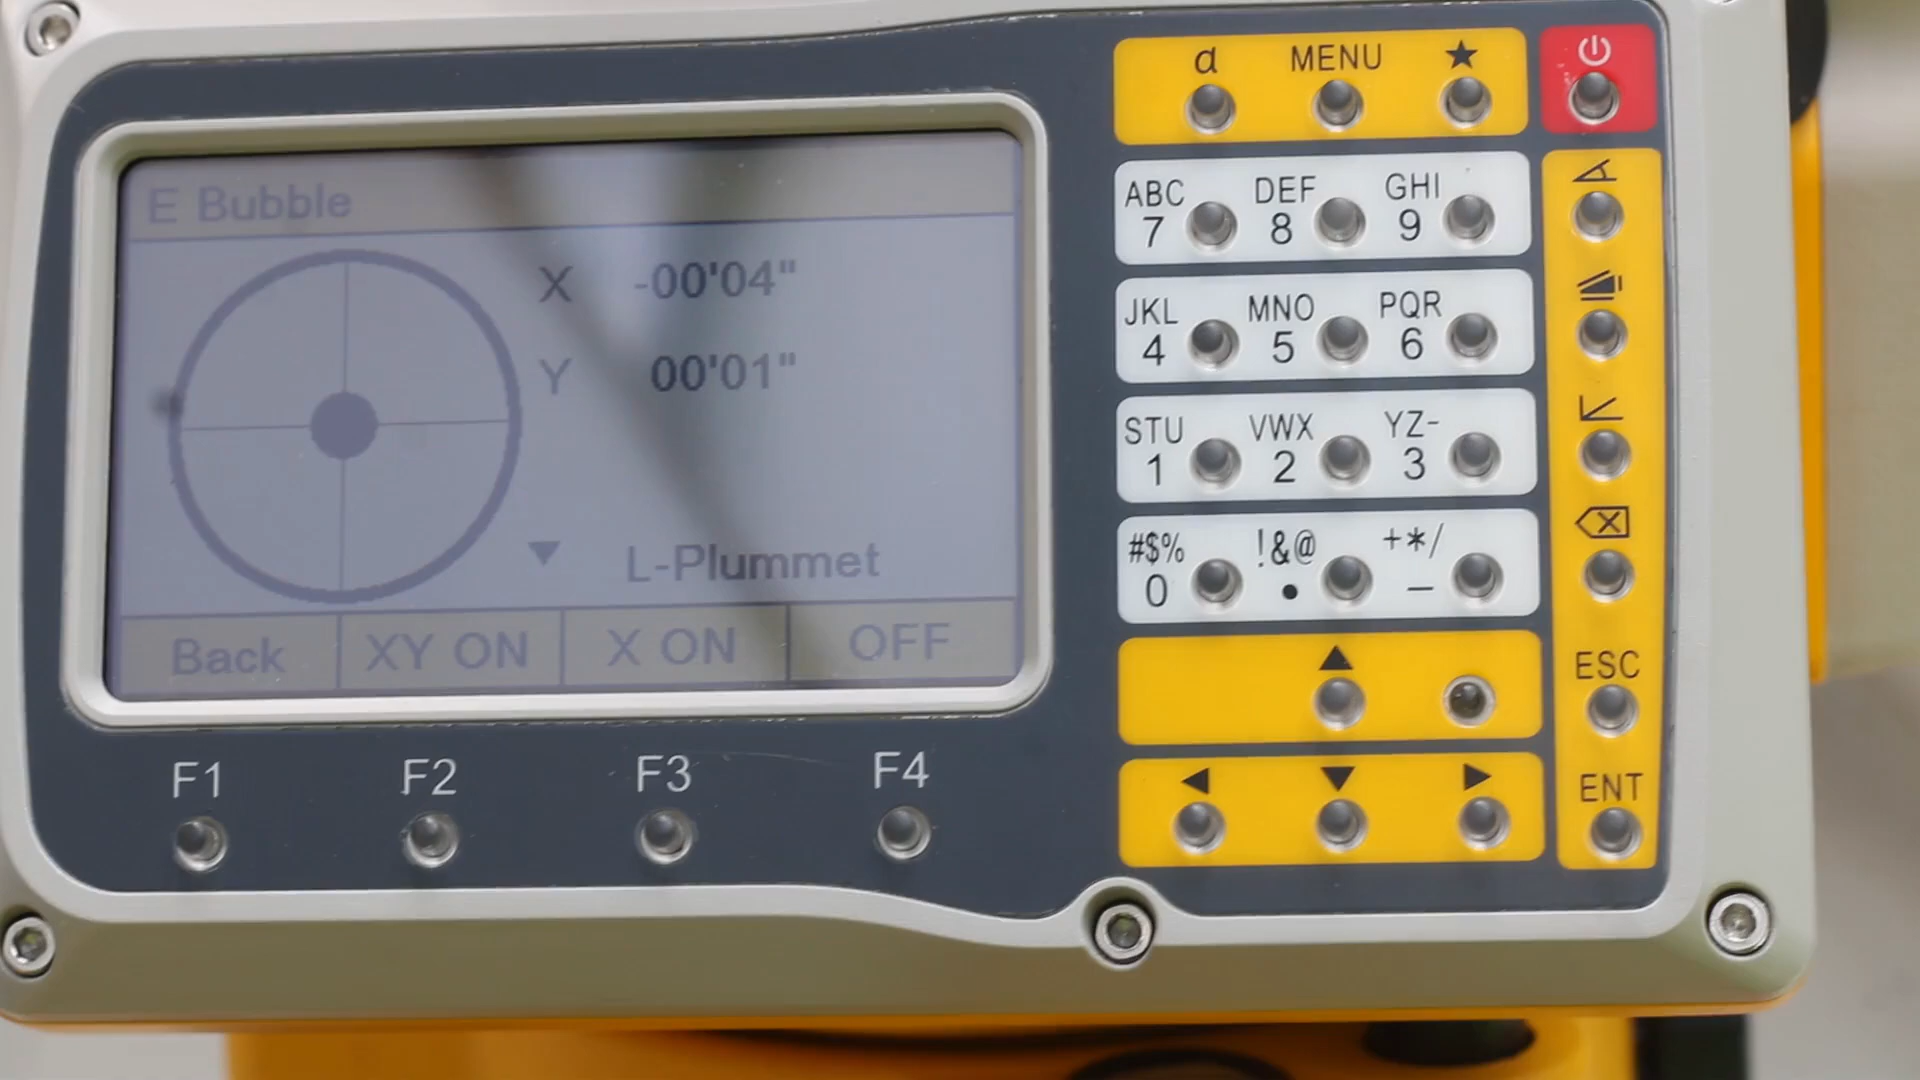 E Bubble
X -00'04"
Y 00'01"
▼ L-Plummet
Back XY ON X ON OFF
F1 F2 F3 F4
α MENU ★
ABC DEF GHI
7 8 9
JKL MNO PQR
4 5 6
STU VWX YZ-
1 2 3
#$% !&@ +*/
0 • –
▲
◀ ▼ ▶
ESC
ENT